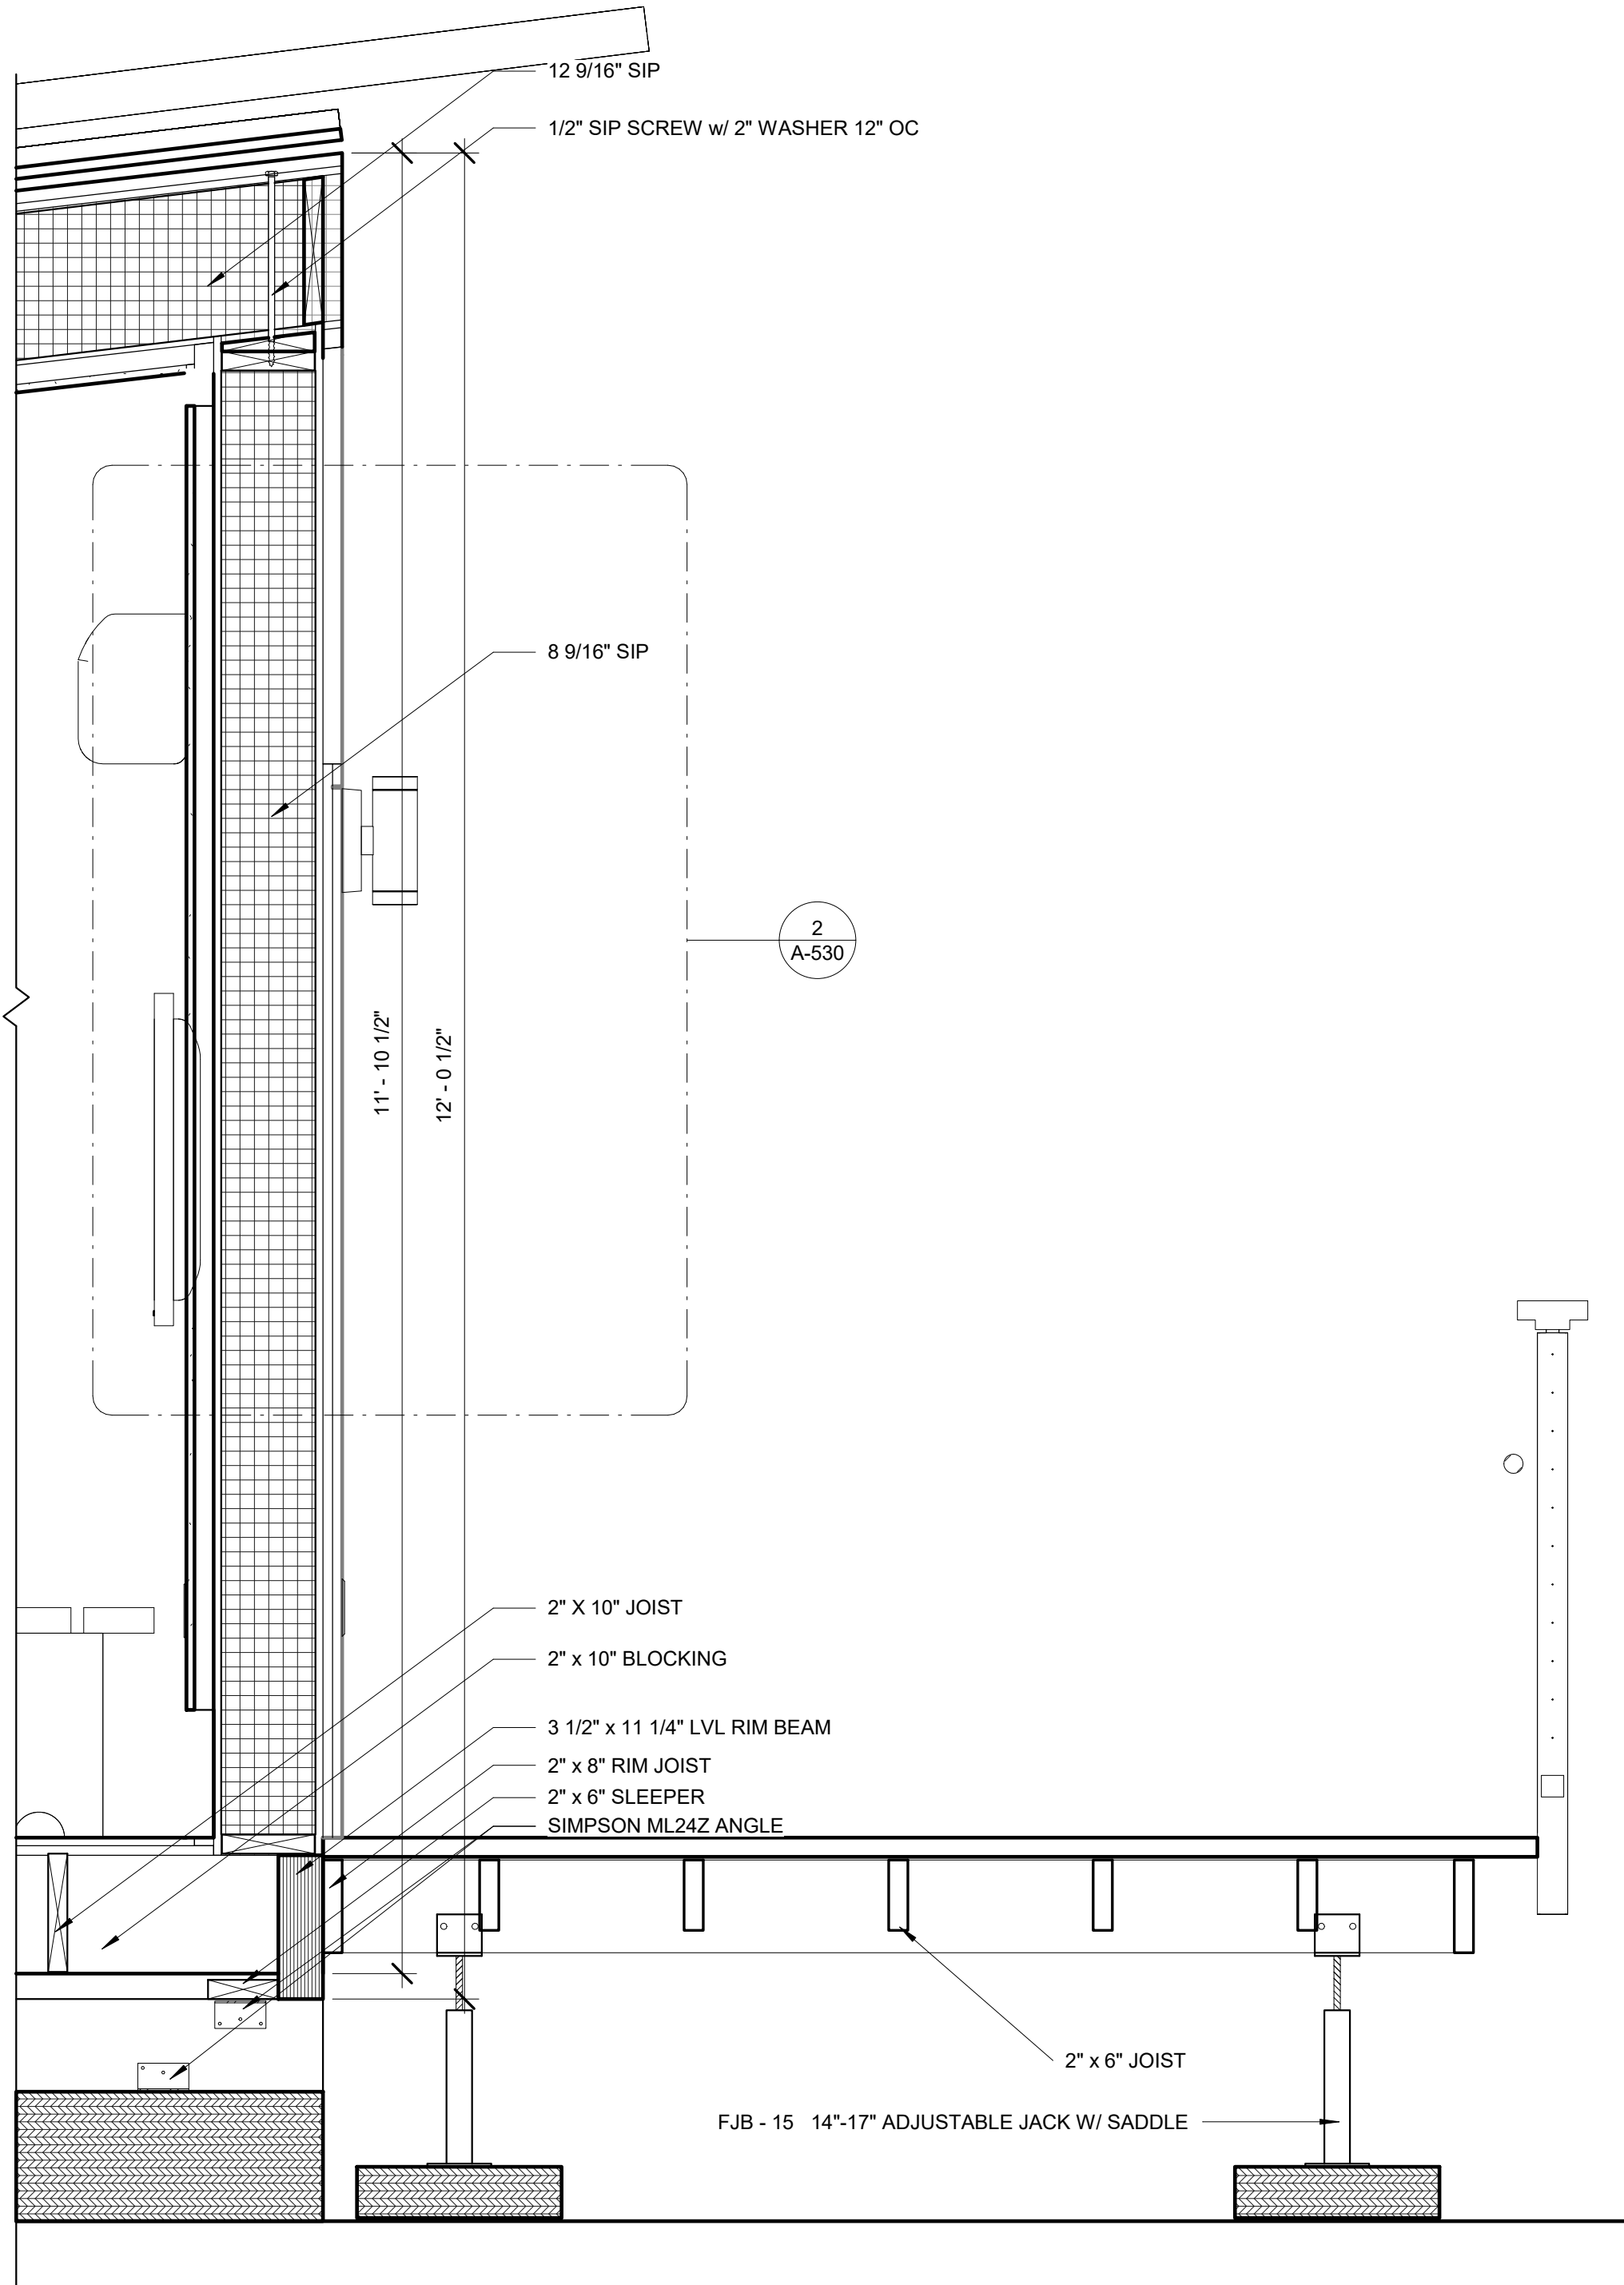 12 9/16" SIP
1/2" SIP SCREW w/ 2" WASHER 12" OC
8 9/16" SIP
2
A-530
11' - 10 1/2"
12' - 0 1/2"
2" X 10" JOIST
2" x 10" BLOCKING
3 1/2" x 11 1/4" LVL RIM BEAM
2" x 8" RIM JOIST
2" x 6" SLEEPER
SIMPSON ML24Z ANGLE
2" x 6" JOIST
FJB - 15 14"-17" ADJUSTABLE JACK W/ SADDLE